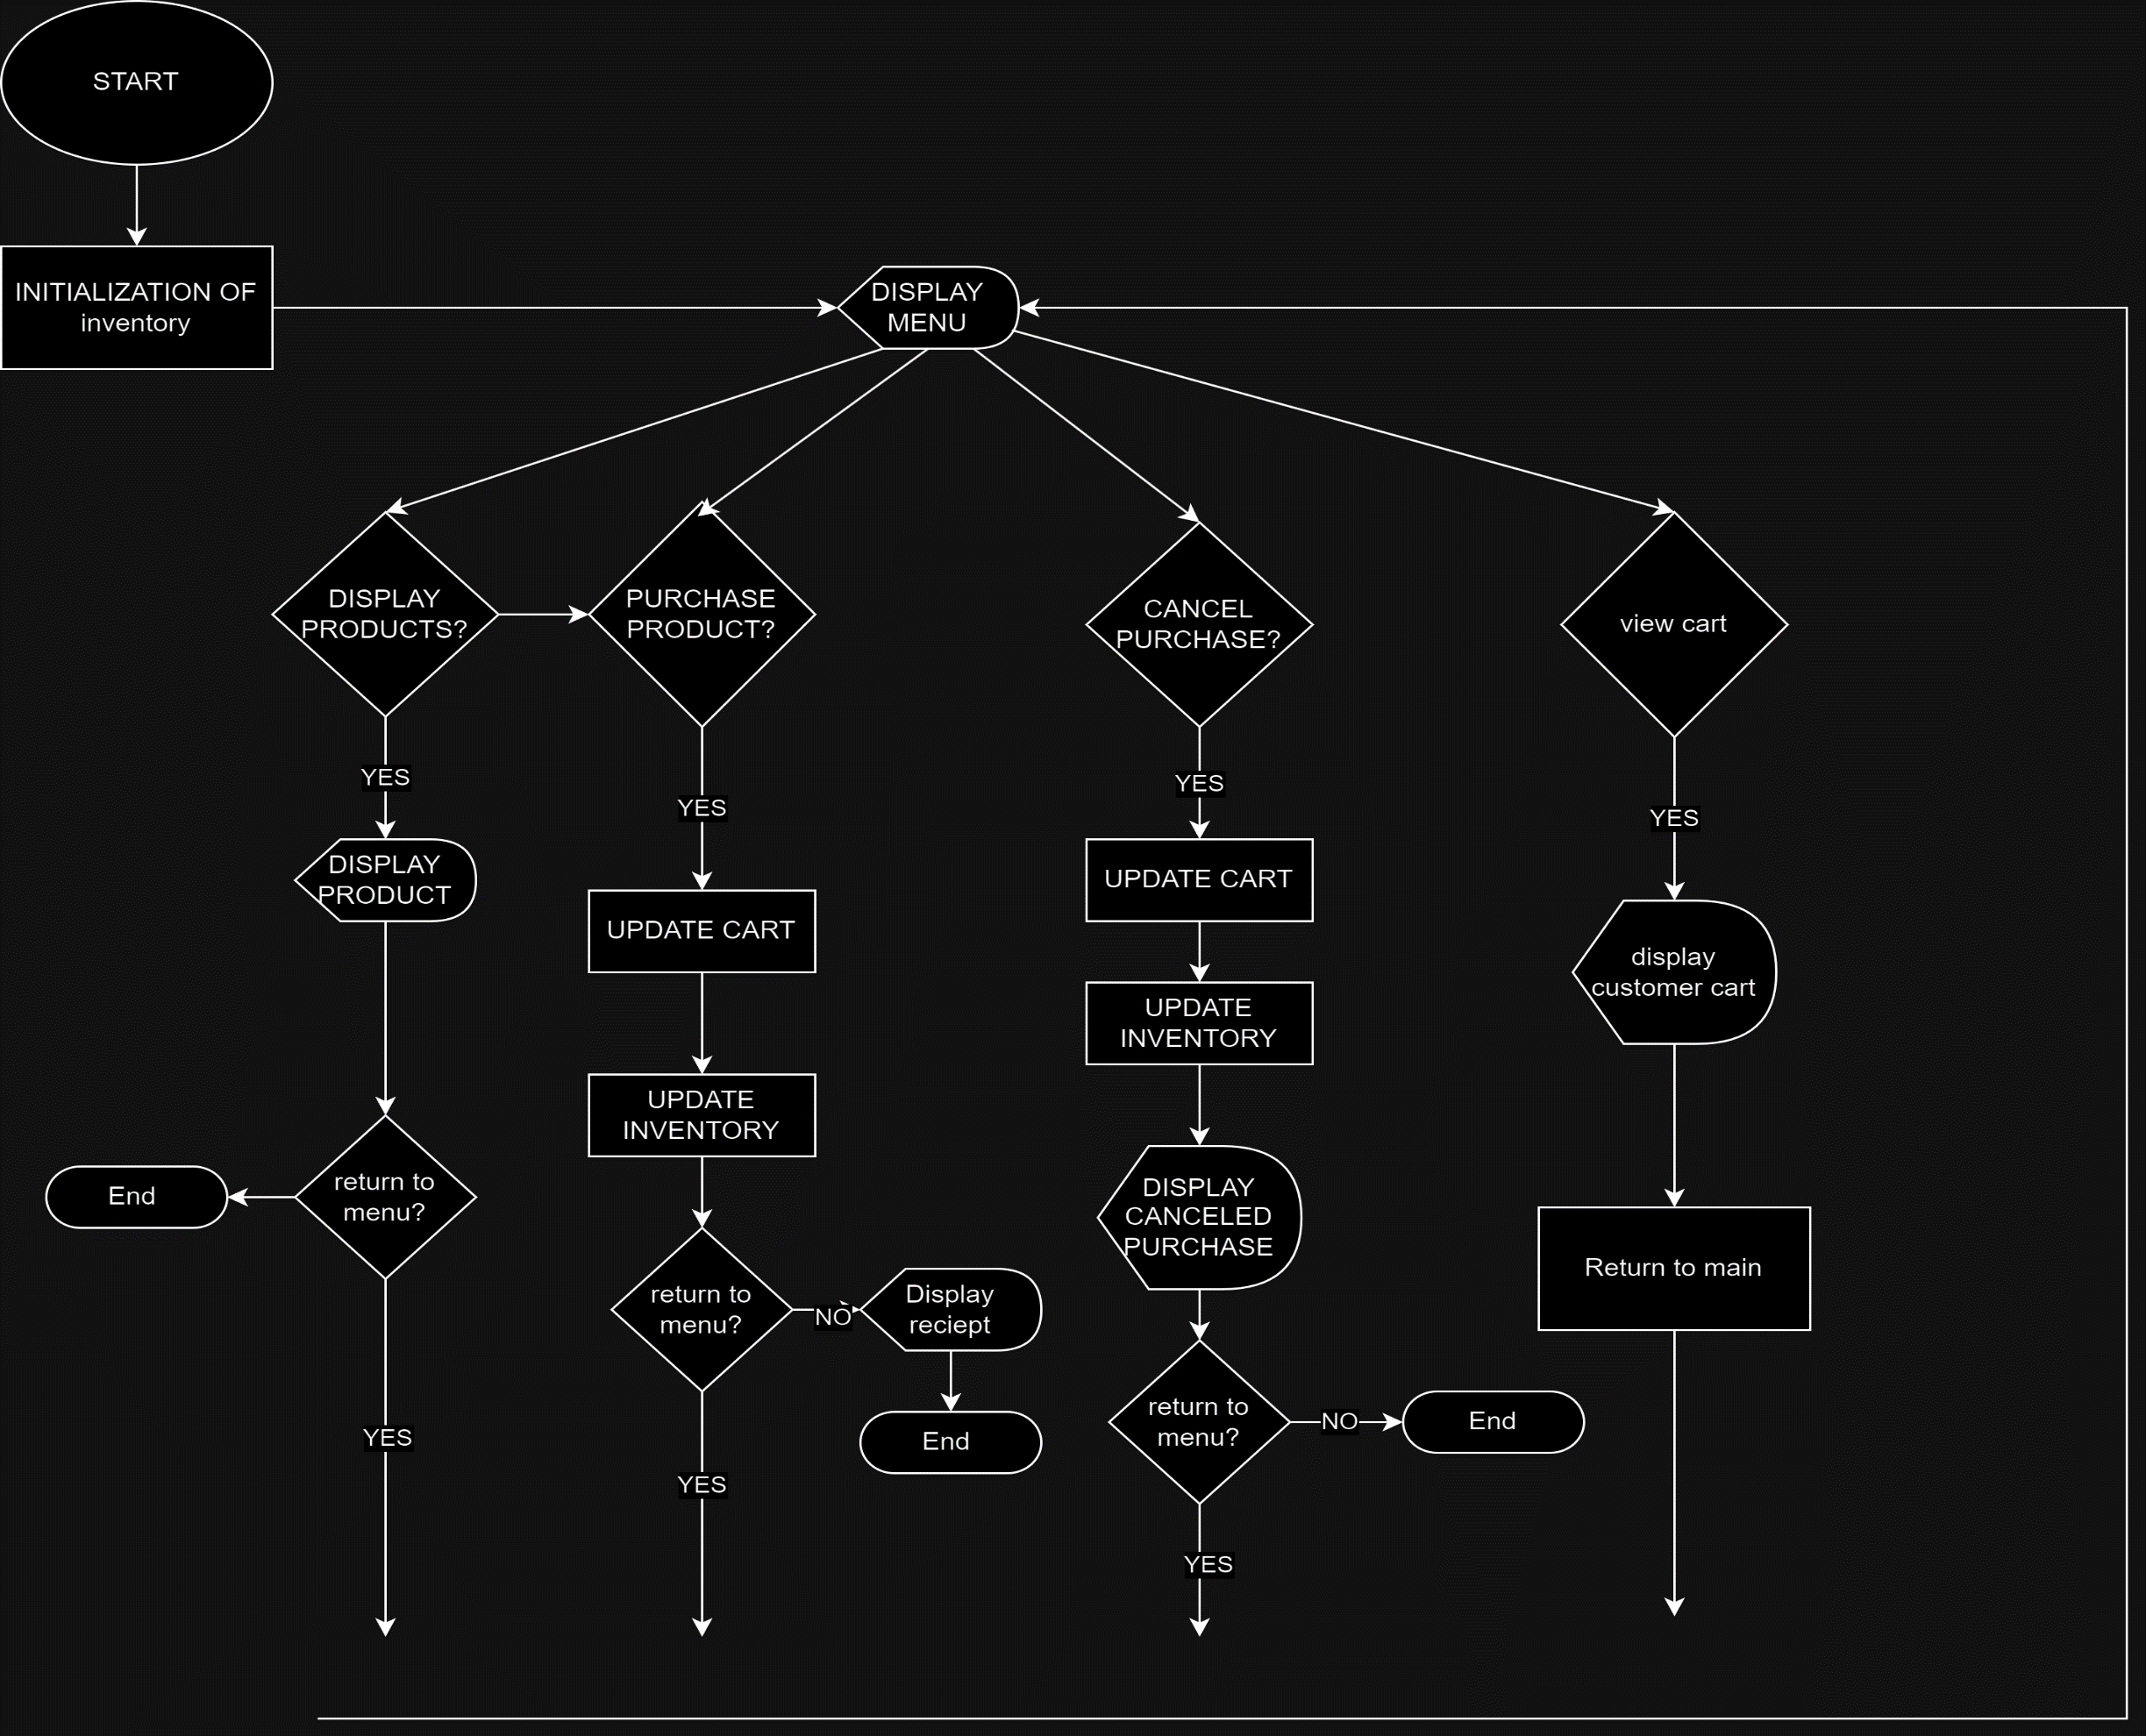 START
INITIALIZATION OF
inventory
DISPLAY
MENU
DISPLAY
PRODUCTS?
PURCHASE
PRODUCT?
CANCEL
PURCHASE?
view cart
YES
YES
YES
YES
DISPLAY
PRODUCT
UPDATE CART
UPDATE CART
display
customer cart
UPDATE
INVENTORY
UPDATE
INVENTORY
return to
menu?
End
DISPLAY
CANCELED
PURCHASE
Return to main
return to
menu?
NO
Display
reciept
return to
menu?
NO
End
End
YES
YES
YES